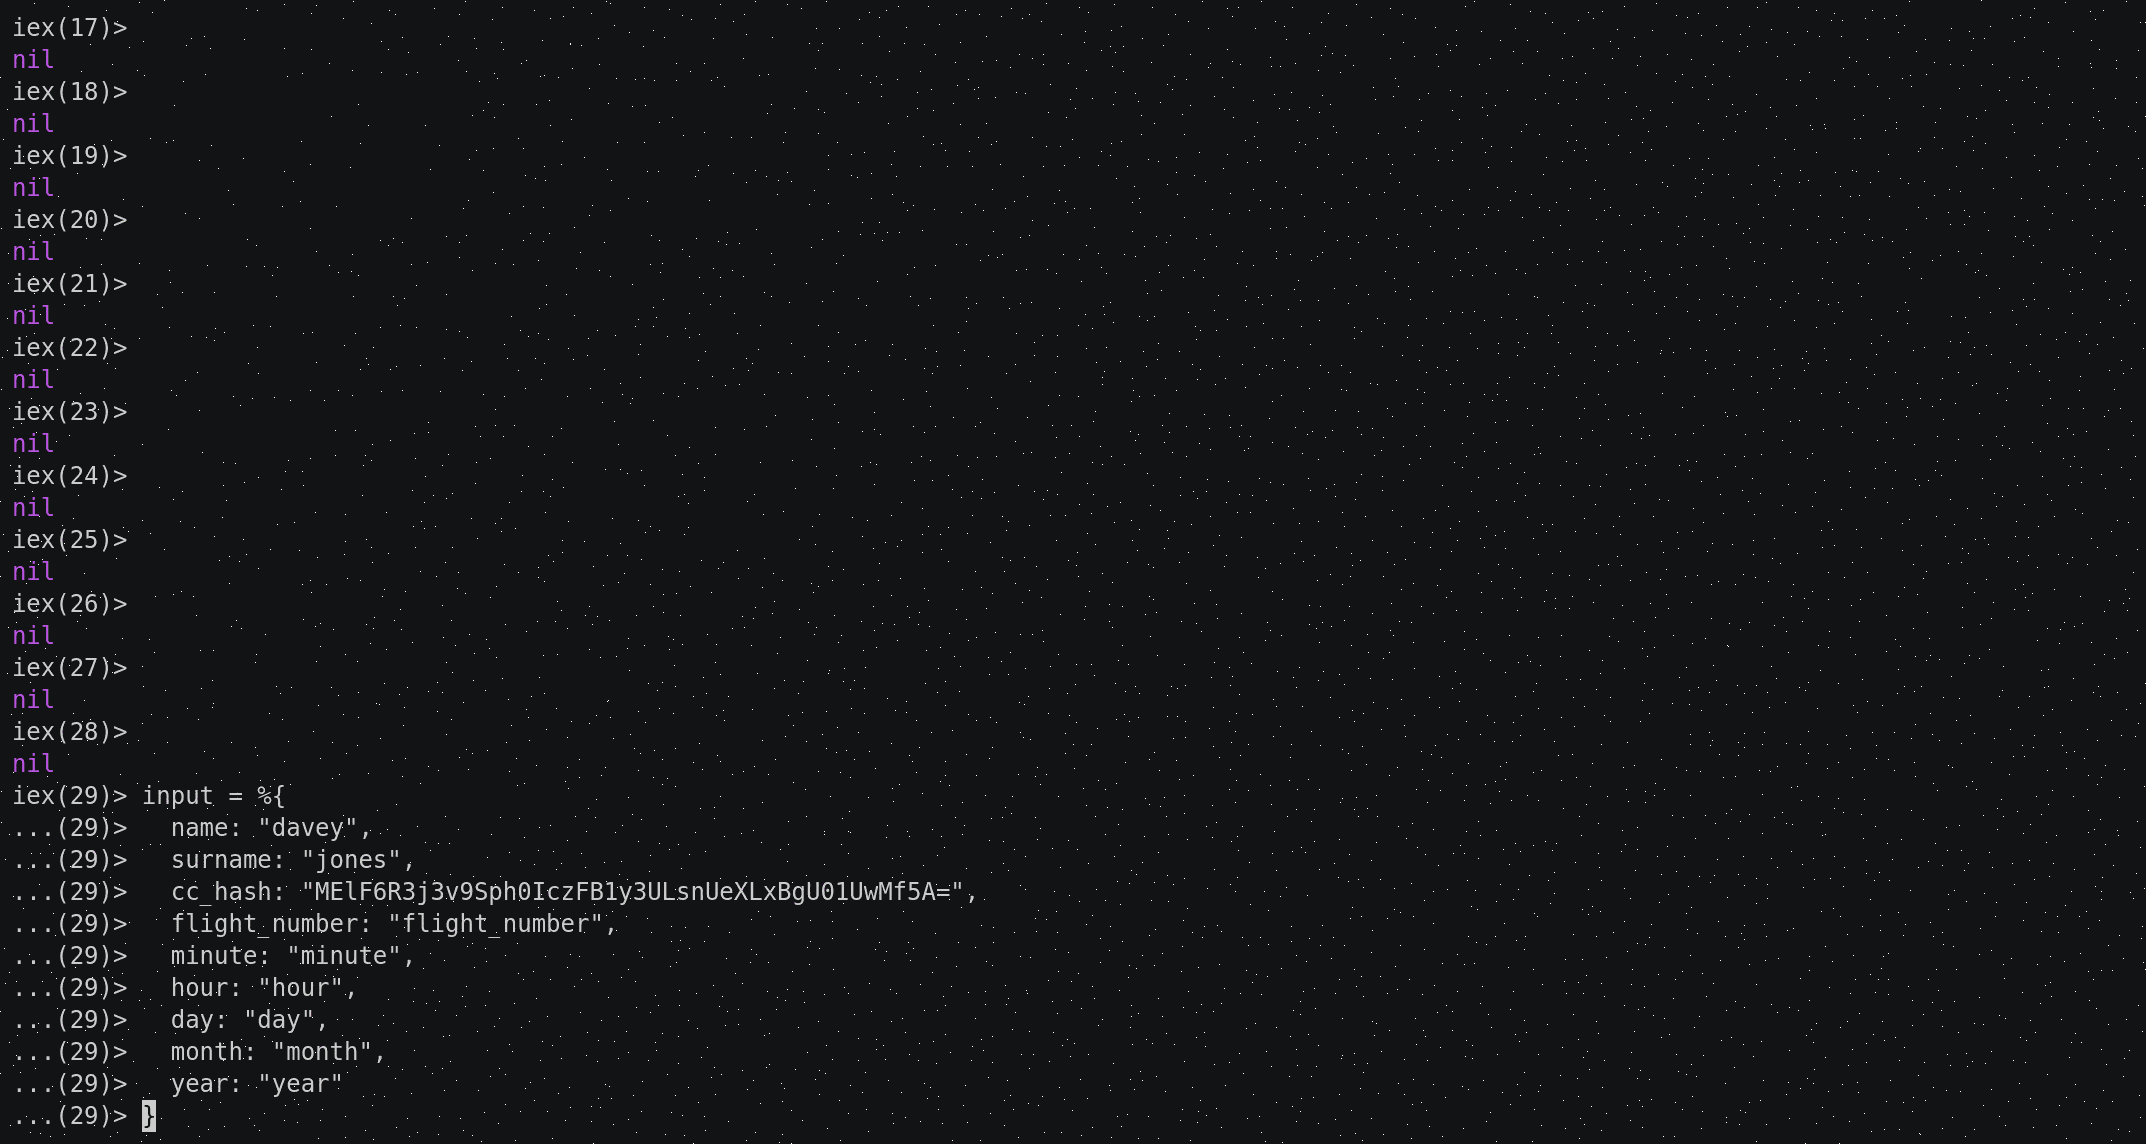 iex(17)>
nil
iex(18)>
nil
iex(19)>
nil
iex(20)>
nil
iex(21)>
nil
iex(22)>
nil
iex(23)>
nil
iex(24)>
nil
iex(25)>
nil
iex(26)>
nil
iex(27)>
nil
iex(28)>
nil
iex(29)> input = %{
...(29)>   name: "davey",
...(29)>   surname: "jones",
...(29)>   cc_hash: "MElF6R3j3v9Sph0IczFB1y3ULsnUeXLxBgU01UwMf5A=",
...(29)>   flight_number: "flight_number",
...(29)>   minute: "minute",
...(29)>   hour: "hour",
...(29)>   day: "day",
...(29)>   month: "month",
...(29)>   year: "year"
...(29)> }